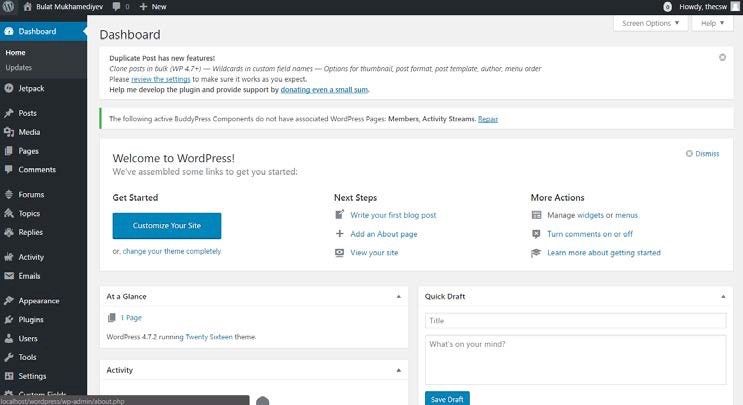 Bulat Mukhamediyev 0 + New
0 Howdy, thecsw
Dashboard
Home
Updates
Jetpack
Posts
Media
Pages
Comments
Forums
Topics
Replies
Activity
Emails
Appearance
Plugins
Users
Tools
Settings
Custom Fields
localhost/wordpress/wp-admin/about.php
Screen Options Help
Dashboard
Duplicate Post has new features!
Clone posts in bulk (WP 4.7+) — Wildcards in custom field names — Options for thumbnail, post format, post template, author, menu order
Please review the settings to make sure it works as you expect.
Help me develop the plugin and provide support by donating even a small sum.
The following active BuddyPress Components do not have associated WordPress Pages: Members, Activity Streams. Repair
Welcome to WordPress!
Dismiss
We've assembled some links to get you started:
Get Started
Customize Your Site
or, change your theme completely
Next Steps
Write your first blog post
Add an About page
View your site
More Actions
Manage widgets or menus
Turn comments on or off
Learn more about getting started
At a Glance
1 Page
WordPress 4.7.2 running Twenty Sixteen theme.
Activity
Quick Draft
Title
What's on your mind?
Save Draft